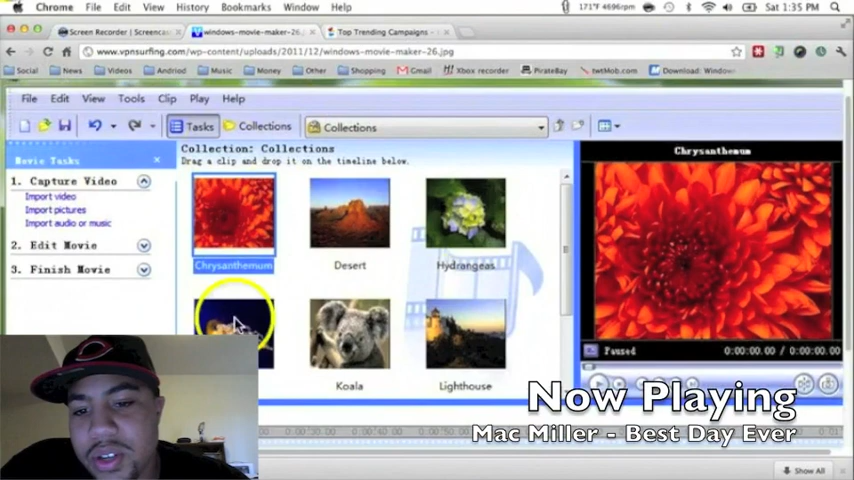 Chrome File Edit View History Bookmarks Window Help 171°F 4696rpm Sat 1:35 PM
Screen Recorder | Screencas windows-movie-maker-26.j Top Trending Campaigns -
www.vpnsurfing.com/wp-content/uploads/2011/12/windows-movie-maker-26.jpg
Social News Videos Andriod Music Money Other Shopping Gmail Xbox recorder PirateBay twtMob.com Download: Window
File Edit View Tools Clip Play Help
Tasks Collections Collections
Movie Tasks
Collection: Collections
Drag a clip and drop it on the timeline below.
Chrysanthemum
1. Capture Video
Import video
Import pictures
Import audio or music
2. Edit Movie
3. Finish Movie
Chrysanthemum Desert Hydrangeas
Koala Lighthouse
Paused 0:00:00.00 / 0:00:00.00
Now Playing
Mac Miller - Best Day Ever
Show All